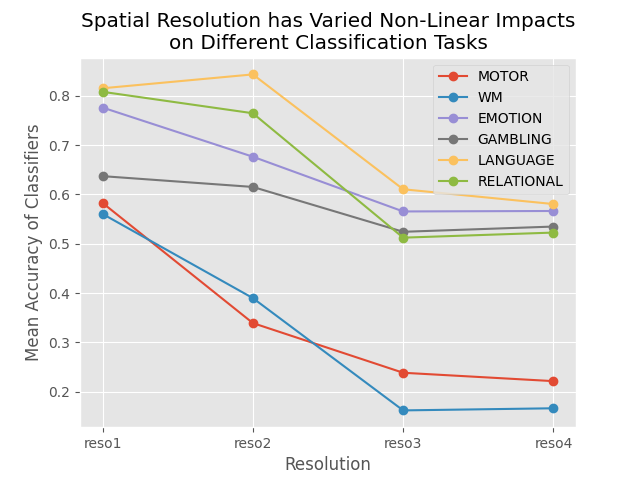 Spatial Resolution has Varied Non-Linear Impacts
on Different Classification Tasks
MOTOR
WM
EMOTION
GAMBLING
LANGUAGE
RELATIONAL
Mean Accuracy of Classifiers
0.8
0.7
0.6
0.5
0.4
0.3
0.2
reso1 reso2 reso3 reso4
Resolution